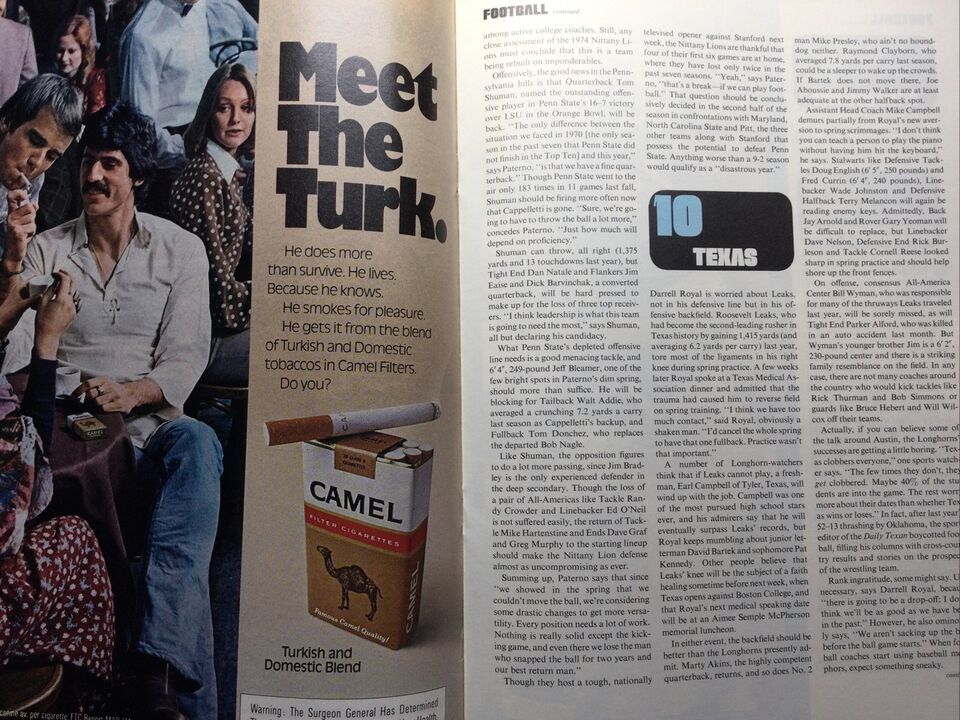 Meet
The
Turk.
He does more
than survive. He lives.
Because he knows.
He smokes for pleasure.
He gets it from the blend
of Turkish and Domestic
tobaccos in Camel Filters.
Do you?
20 CLASS A
CIGARETTES
CAMEL
FILTER CIGARETTES
CAMEL
Famous Camel Quality!
Turkish and
Domestic Blend
Warning: The Surgeon General Has Determined
nicotine av. per cigarette, FTC Report
FOOTBALL continued
among active college coaches. Still, any
close assessment of the 1974 Nittany Li-
ons must conclude that this is a team
being rebuilt on imponderables.
Offensively, the good news in the Penn-
sylvania hills is that Quarterback Tom
Shuman, named the outstanding offen-
sive player in Penn State's 16–7 victory
over LSU in the Orange Bowl, will be
back. "The only difference between the
situation we faced in 1970 [the only sea-
son in the past seven that Penn State did
not finish in the Top Ten] and this year,"
says Paterno, "is that we have a fine quar-
terback." Though Penn State went to the
air only 183 times in 11 games last fall,
Shuman should be firing more often now
that Cappelletti is gone. "Sure, we're go-
ing to have to throw the ball a lot more,"
concedes Paterno. "Just how much will
depend on proficiency."
Shuman can throw, all right (1,375
yards and 13 touchdowns last year), but
Tight End Dan Natale and Flankers Jim
Eaise and Dick Barvinchak, a converted
quarterback, will be hard pressed to
make up for the loss of three top receiv-
ers. "I think leadership is what this team
is going to need the most," says Shuman,
all but declaring his candidacy.
What Penn State's depleted offensive
line needs is a good menacing tackle, and
6' 4", 249-pound Jeff Bleamer, one of the
few bright spots in Paterno's dim spring,
should more than suffice. He will be
blocking for Tailback Walt Addie, who
averaged a crunching 7.2 yards a carry
last season as Cappelletti's backup, and
Fullback Tom Donchez, who replaces
the departed Bob Nagle.
Like Shuman, the opposition figures
to do a lot more passing, since Jim Brad-
ley is the only experienced defender in
the deep secondary. Though the loss of
a pair of All-Americas like Tackle Ran-
dy Crowder and Linebacker Ed O'Neil
is not suffered easily, the return of Tack-
le Mike Hartenstine and Ends Dave Graf
and Greg Murphy to the starting lineup
should make the Nittany Lion defense
almost as uncompromising as ever.
Summing up, Paterno says that since
"we showed in the spring that we
couldn't move the ball, we're considering
some drastic changes to get more versa-
tility. Every position needs a lot of work.
Nothing is really solid except the kick-
ing game, and even there we lose the man
who snapped the ball for two years and
our best return man."
Though they host a tough, nationally
televised opener against Stanford next
week, the Nittany Lions are thankful that
four of their first six games are at home,
where they have lost only twice in the
past seven seasons. "Yeah," says Pater-
no, "that's a break—if we can play foot-
ball." That question should be conclu-
sively decided in the second half of the
season in confrontations with Maryland,
North Carolina State and Pitt, the three
other teams along with Stanford that
possess the potential to defeat Penn
State. Anything worse than a 9-2 season
would qualify as a "disastrous year."
10
TEXAS
Darrell Royal is worried about Leaks,
not in his defensive line but in his of-
fensive backfield. Roosevelt Leaks, who
had become the second-leading rusher in
Texas history by gaining 1,415 yards (and
averaging 6.2 yards per carry) last year,
tore most of the ligaments in his right
knee during spring practice. A few weeks
later Royal spoke at a Texas Medical As-
sociation dinner and admitted that the
trauma had caused him to reverse field
on spring training. "I think we have too
much contact," said Royal, obviously a
shaken man. "I'd cancel the whole spring
to have that one fullback. Practice wasn't
that important."
A number of Longhorn-watchers
think that if Leaks cannot play, a fresh-
man, Earl Campbell of Tyler, Texas, will
wind up with the job. Campbell was one
of the most pursued high school stars
ever, and his admirers say that he will
eventually surpass Leaks' records, but
Royal keeps mumbling about junior let-
terman David Bartek and sophomore Pat
Kennedy. Other people believe that
Leaks' knee will be the subject of a faith
healing sometime before next week, when
Texas opens against Boston College, and
that Royal's next medical speaking date
will be at an Aimee Semple McPherson
memorial luncheon.
In either event, the backfield should be
better than the Longhorns presently ad-
mit. Marty Akins, the highly competent
quarterback, returns, and so does No. 2
man Mike Presley, who ain't no hound-
dog neither. Raymond Clayborn, who
averaged 7.8 yards per carry last season,
could be a sleeper to wake up the crowds.
If Bartek does not move there, Joe
Aboussie and Jimmy Walker are at least
adequate at the other halfback spot.
Assistant Head Coach Mike Campbell
demurs partially from Royal's new aver-
sion to spring scrimmages. "I don't think
you can teach a person to play the piano
without having him hit the keyboard,"
he says. Stalwarts like Defensive Tack-
les Doug English (6' 5", 250 pounds) and
Fred Currin (6' 4", 240 pounds), Line-
backer Wade Johnston and Defensive
Halfback Terry Melancon will again be
reading enemy keys. Admittedly, Back
Jay Arnold and Rover Gary Yeoman will
be difficult to replace, but Linebacker
Dave Nelson, Defensive End Rick Bur-
leson and Tackle Cornell Reese looked
sharp in spring practice and should help
shore up the front fences.
On offense, consensus All-America
Center Bill Wyman, who was responsible
for many of the thruways Leaks traveled
last year, will be sorely missed, as will
Tight End Parker Alford, who was killed
in an auto accident last month. But
Wyman's younger brother Jim is a 6' 2",
230-pound center and there is a striking
family resemblance on the field. In any
case, there are not many coaches around
the country who would kick tackles like
Rick Thurman and Bob Simmons or
guards like Bruce Hebert and Will Wil-
cox off their teams.
Actually, if you can believe some of
the talk around Austin, the Longhorns'
successes are getting a little boring. "Tex-
as clobbers everyone," one sports watch-
er says. "The few times they don't, they
get clobbered. Maybe 40% of the stu-
dents are into the game. The rest worry
more about their dates than whether Tex-
as wins or loses." In fact, after last year's
52–13 thrashing by Oklahoma, the sports
editor of the Daily Texan boycotted foot-
ball, filling his columns with cross-coun-
try results and stories on the prospects
of the wrestling team.
Rank ingratitude, some might say. Un-
necessary, says Darrell Royal, because
"there is going to be a drop-off; I don't
think we'll be as good as we have been
in the past." However, he also ominous-
ly says, "We aren't sacking up the bats
before the ball game starts." When foot-
ball coaches start using baseball meta-
phors, expect something sneaky.